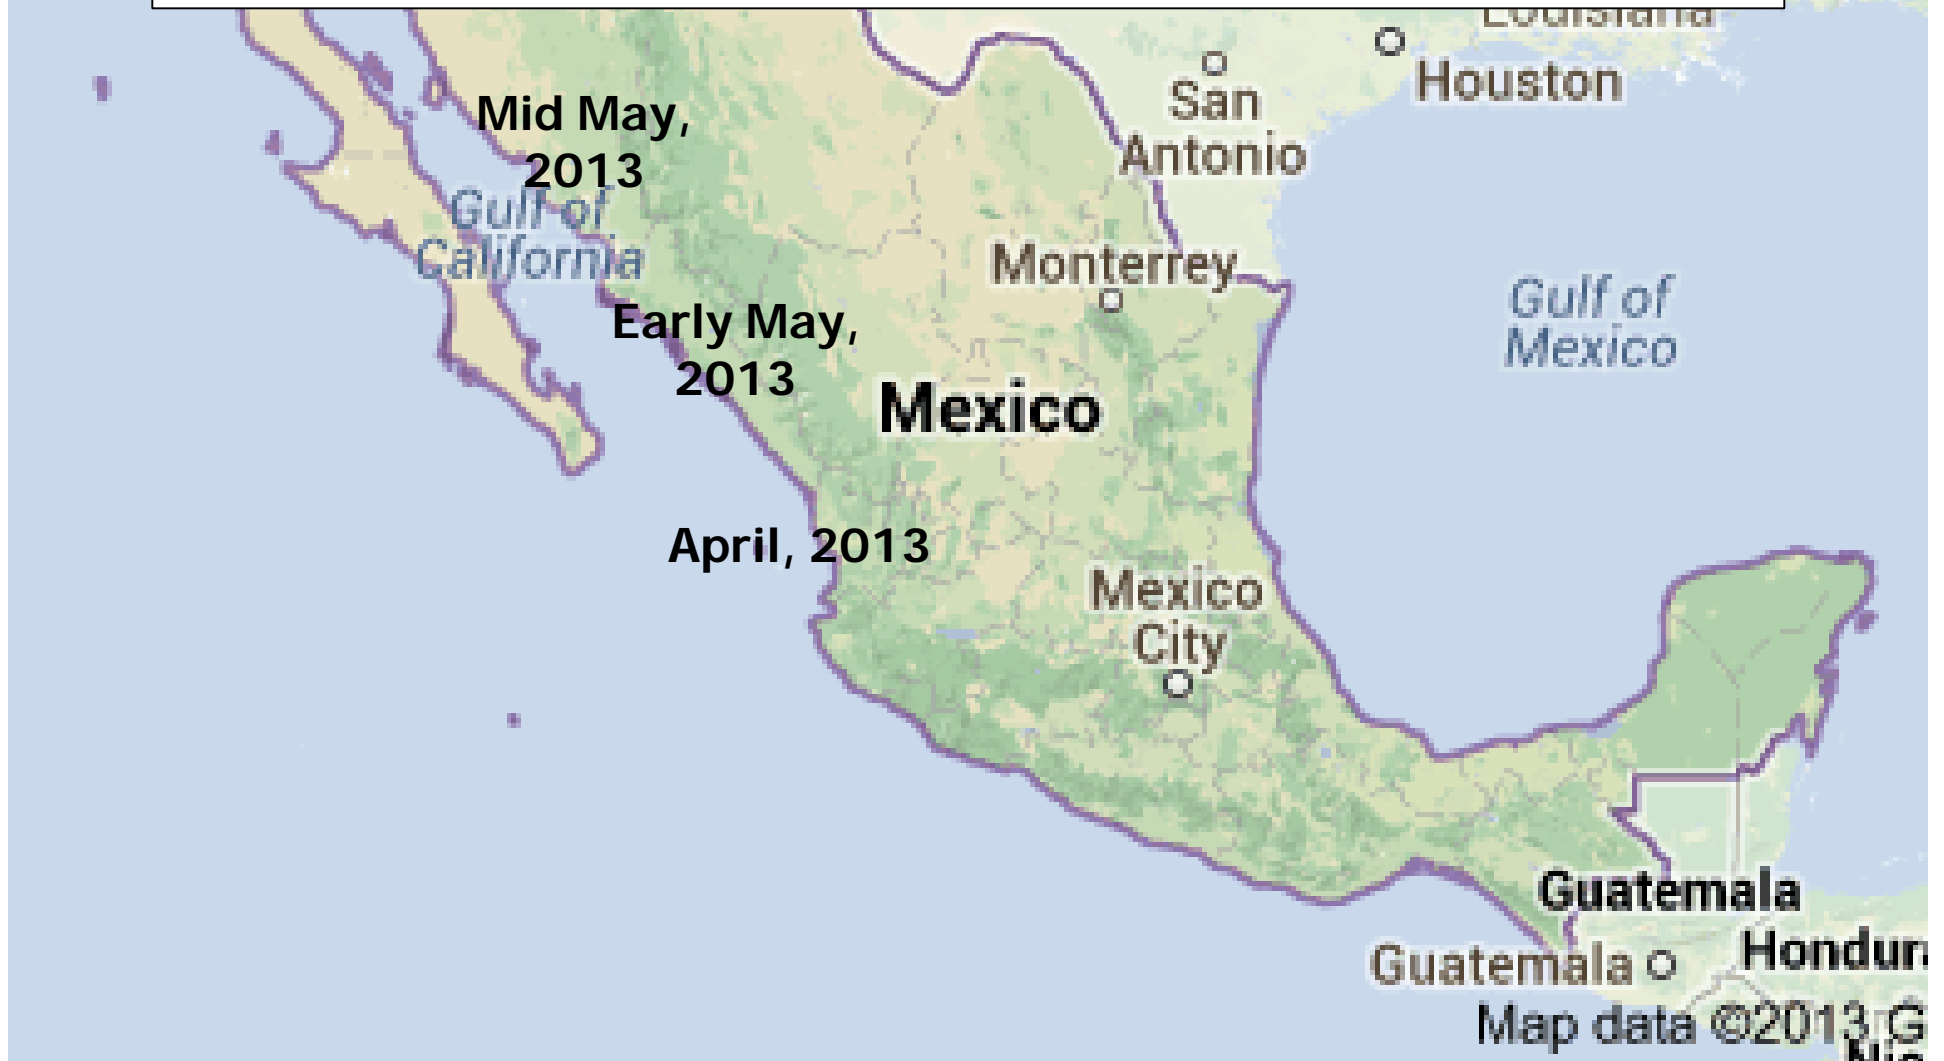 Louisiana
Houston
San
Antonio
Mid May,
2013
Gulf of
California
Monterrey
Gulf of
Mexico
Early May,
2013
Mexico
April, 2013
Mexico
City
Guatemala
Guatemala
Map data ©2013 G